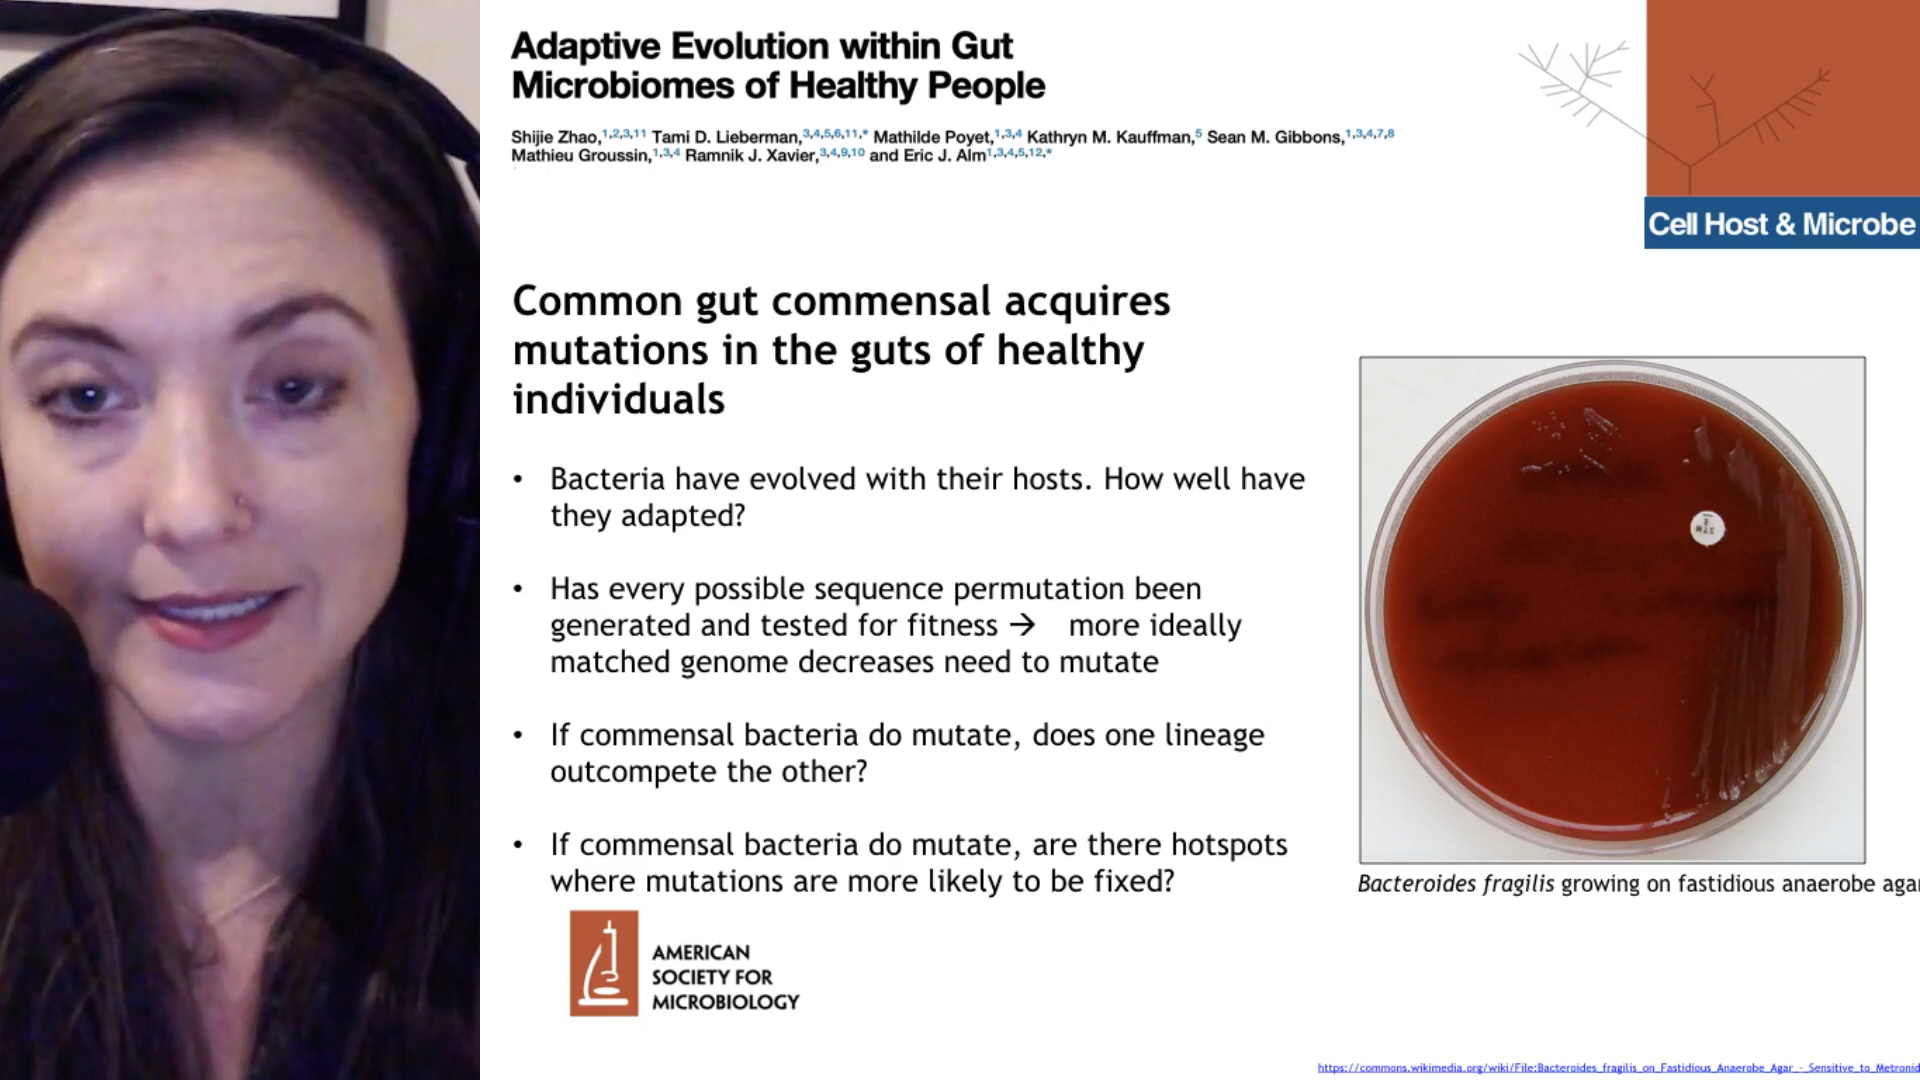 Adaptive Evolution within Gut
Microbiomes of Healthy People
Shijie Zhao,1,2,3,11 Tami D. Lieberman,3,4,5,6,11,* Mathilde Poyet,1,3,4 Kathryn M. Kauffman,5 Sean M. Gibbons,1,3,4,7,8
Mathieu Groussin,1,3,4 Ramnik J. Xavier,3,4,9,10 and Eric J. Alm1,3,4,5,12,*
Cell Host & Microbe
Common gut commensal acquires
mutations in the guts of healthy
individuals
• Bacteria have evolved with their hosts. How well have
they adapted?
• Has every possible sequence permutation been
generated and tested for fitness → more ideally
matched genome decreases need to mutate
• If commensal bacteria do mutate, does one lineage
outcompete the other?
• If commensal bacteria do mutate, are there hotspots
where mutations are more likely to be fixed?
Bacteroides fragilis growing on fastidious anaerobe agar
AMERICAN
SOCIETY FOR
MICROBIOLOGY
https://commons.wikimedia.org/wiki/File:Bacteroides_fragilis_on_Fastidious_Anaerobe_Agar_-_Sensitive_to_Metronid